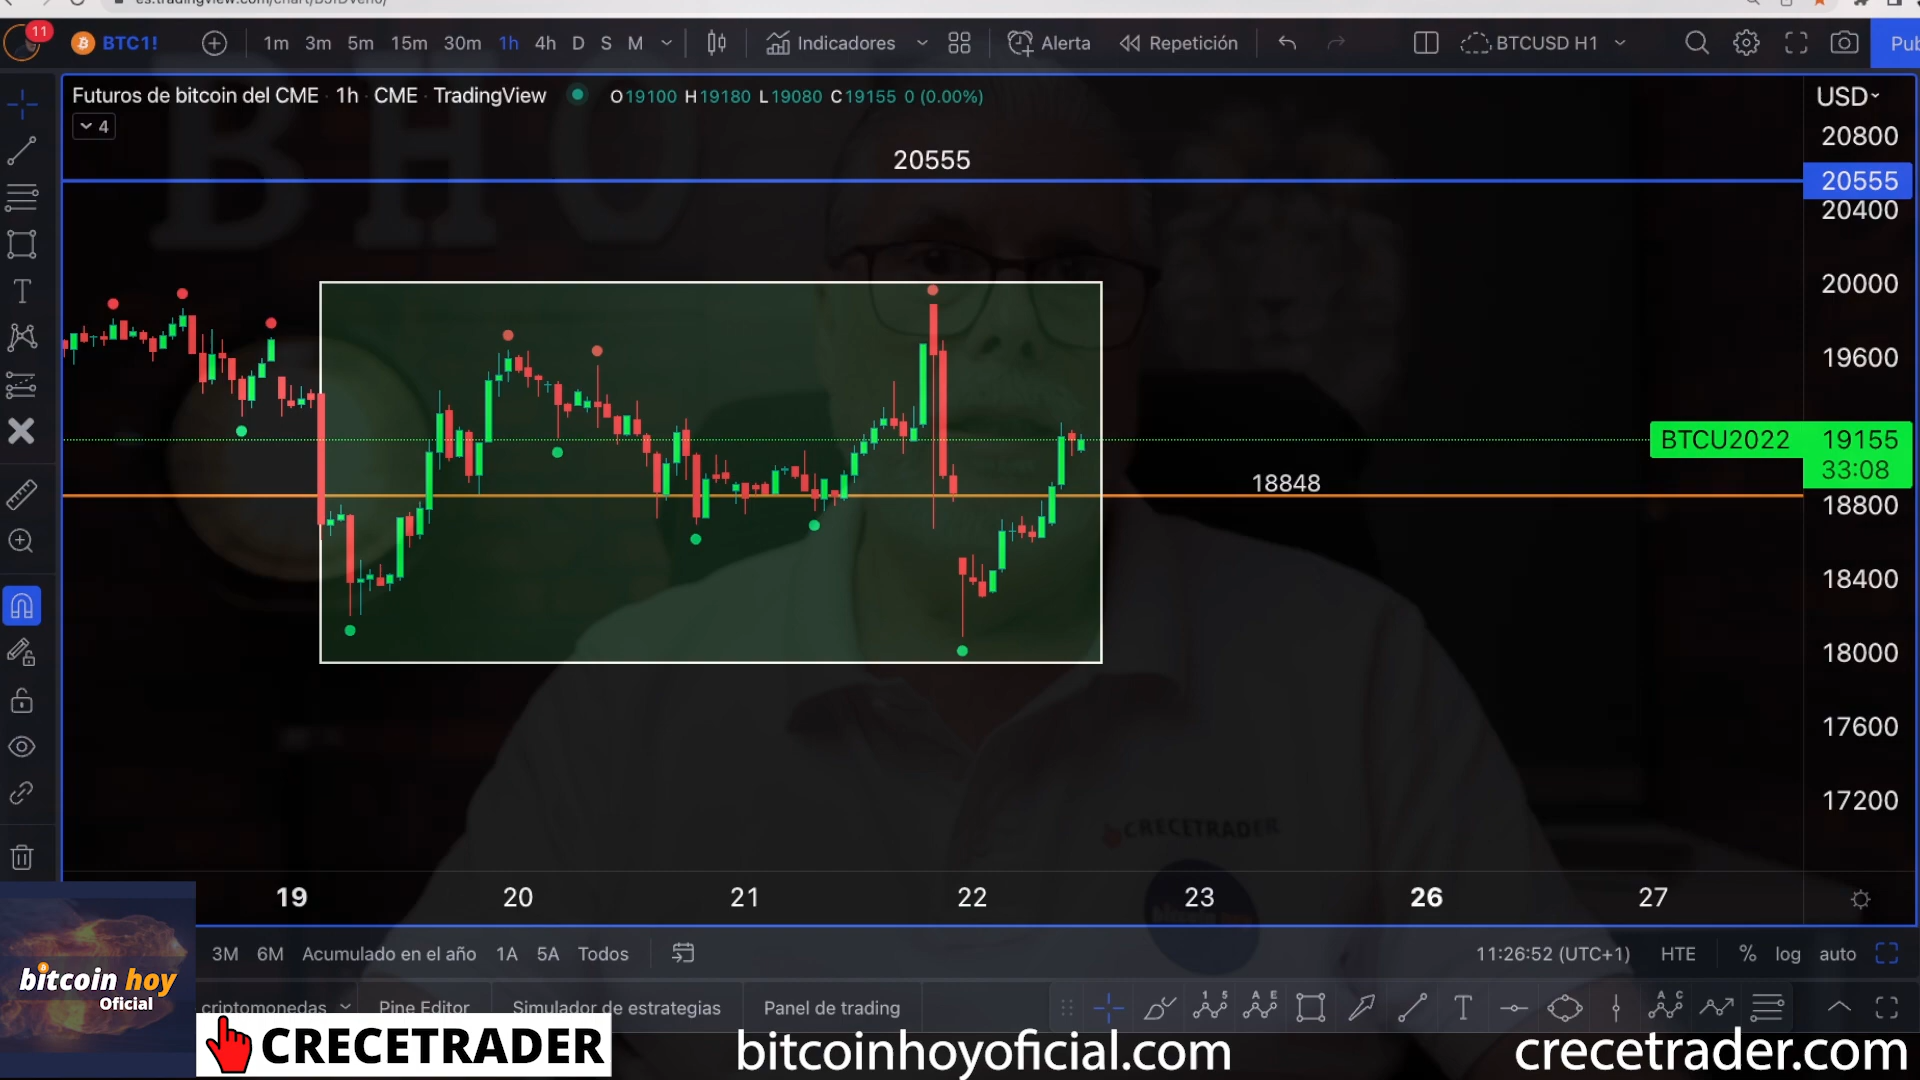 11
BTC1!
1m 3m 5m 15m 30m 1h 4h D S M
Indicadores
Alerta
Repetición
BTCUSD H1
Pub
Futuros de bitcoin del CME · 1h · CME · TradingView
O19100 H19180 L19080 C19155 0 (0.00%)
4
USD
20555
20800
20555
20400
20000
19600
BTCU2022 19155
33:08
18848
18800
18400
18000
17600
17200
BHO
CRECETRADER
19 20 21 22 23 26 27
3M 6M Acumulado en el año 1A 5A Todos
11:26:52 (UTC+1) HTE % log auto
bitcoin hoy
Oficial
criptomonedas Pine Editor Simulador de estrategias Panel de trading
CRECETRADER
bitcoinhoyoficial.com
crecetrader.com